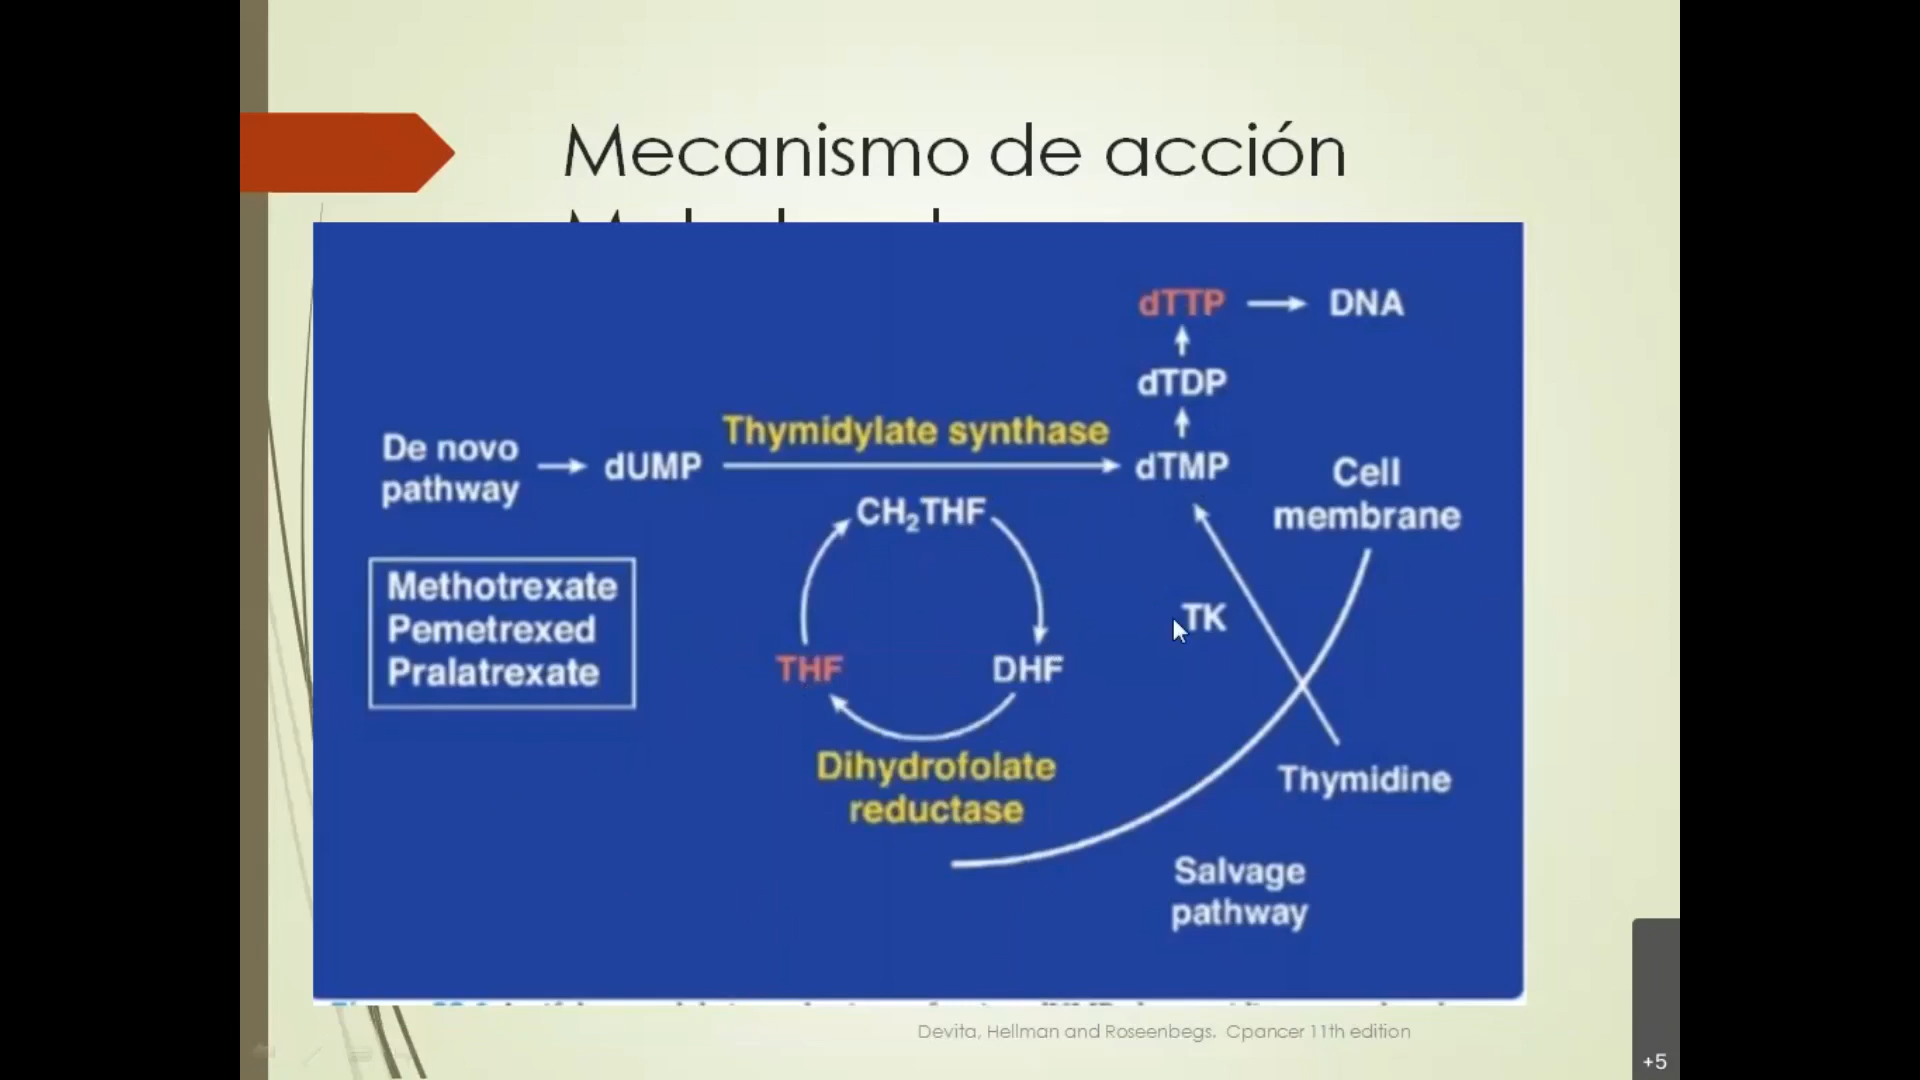 Mecanismo de acción
dTTP → DNA
dTDP
Thymidylate synthase
De novo
pathway
dUMP
dTMP
Cell
membrane
CH₂THF
Methotrexate
Pemetrexed
Pralatrexate
TK
THF
DHF
Dihydrofolate
reductase
Thymidine
Salvage
pathway
Devita, Hellman and Roseenbegs. Cpancer 11th edition
+5